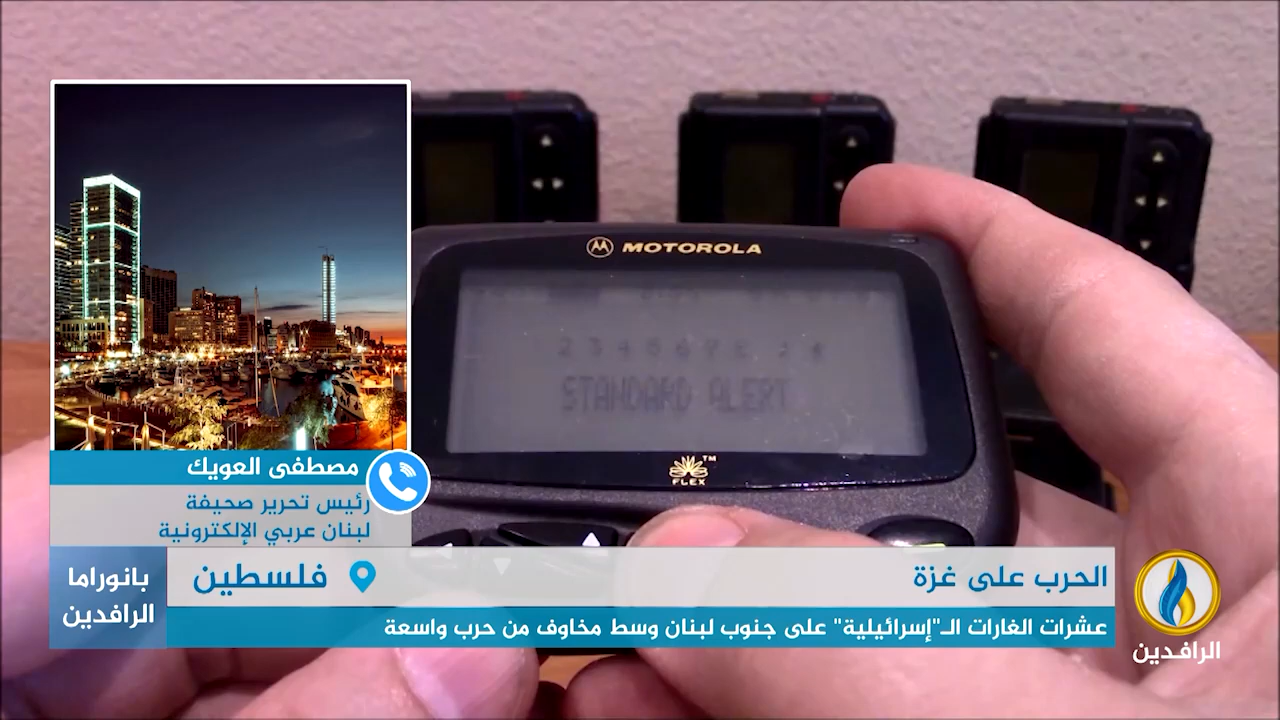 MOTOROLA
STANDARD ALERT
FLEX™
مصطفى العويك
رئيس تحرير صحيفة
لبنان عربي الإلكترونية
الحرب على غزة
فلسطين
بانوراما
الرافدين
عشرات الغارات الـ"إسرائيلية" على جنوب لبنان وسط مخاوف من حرب واسعة
الرافدين